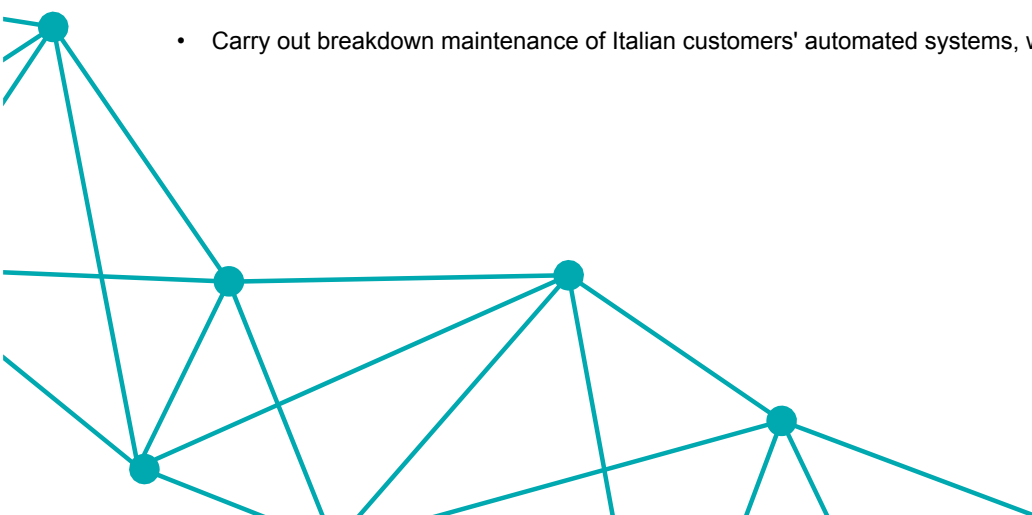 • Carry out breakdown maintenance of Italian customers' automated systems,